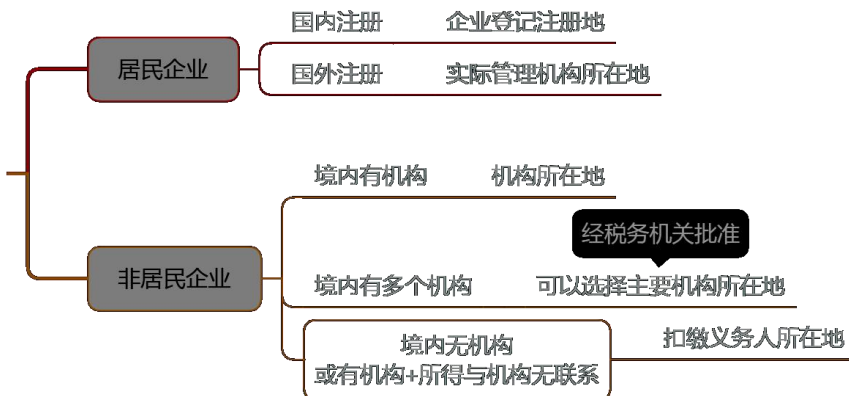 国内注册 企业登记注册地
居民企业
国外注册 实际管理机构所在地
境内有机构 机构所在地
经税务机关批准
非居民企业
境内有多个机构 可以选择主要机构所在地
境内无机构
或有机构+所得与机构无联系
扣缴义务人所在地